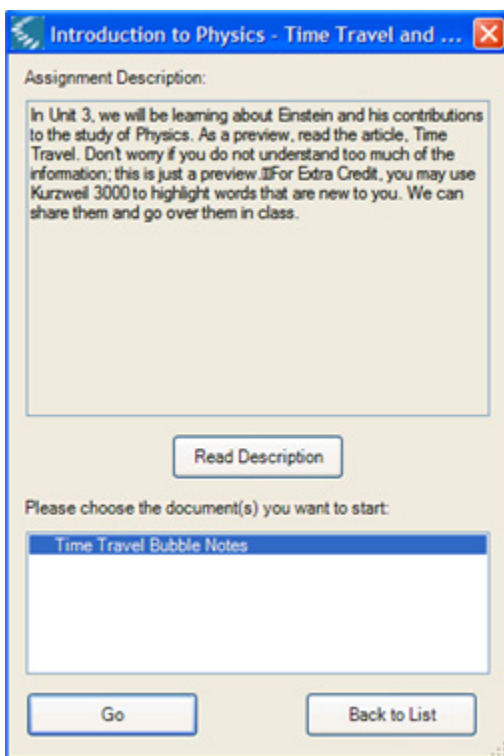 Introduction to Physics - Time Travel and ...
Assignment Description:
In Unit 3, we will be learning about Einstein and his contributions
to the study of Physics. As a preview, read the article, Time
Travel. Don't worry if you do not understand too much of the
information; this is just a preview.▯▯For Extra Credit, you may use
Kurzweil 3000 to highlight words that are new to you. We can
share them and go over them in class.
Read Description
Please choose the document(s) you want to start:
Time Travel Bubble Notes
Go
Back to List